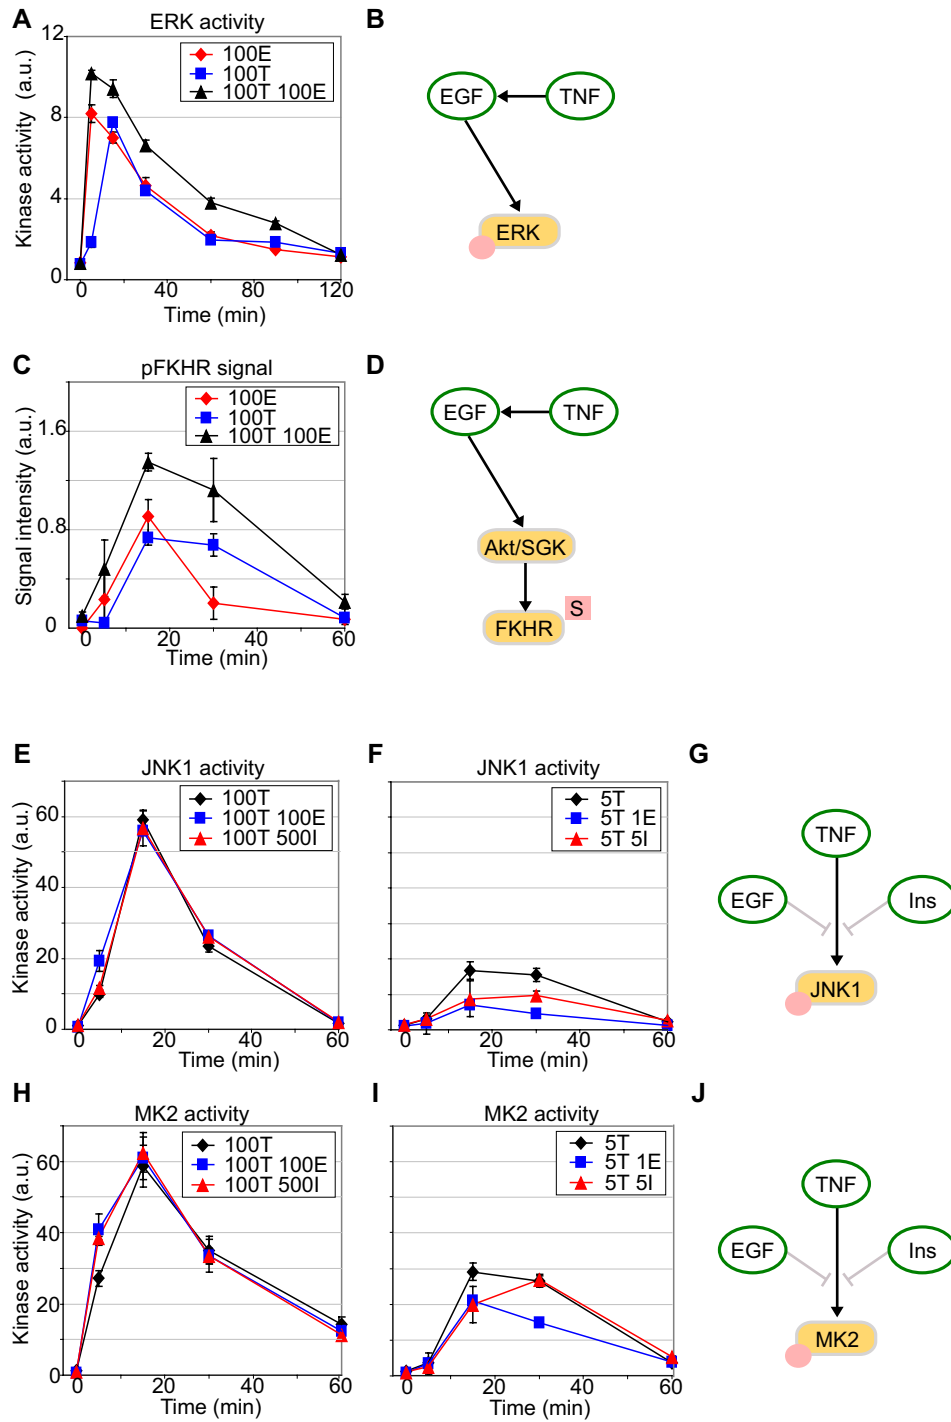 A
ERK activity
Kinase activity (a.u.)
12
8
4
0
100E
100T
100T 100E
0 40 80 120
Time (min)
B
EGF TNF
ERK
C
pFKHR signal
Signal intensity (a.u.)
1.6
0.8
0
100E
100T
100T 100E
0 20 40 60
Time (min)
D
EGF TNF
Akt/SGK
S
FKHR
E
JNK1 activity
Kinase activity (a.u.)
60
40
20
0
100T
100T 100E
100T 500I
0 20 40 60
Time (min)
F
JNK1 activity
5T
5T 1E
5T 5I
0 20 40 60
Time (min)
G
TNF
EGF Ins
JNK1
H
MK2 activity
Kinase activity (a.u.)
60
40
20
0
100T
100T 100E
100T 500I
0 20 40 60
Time (min)
I
MK2 activity
5T
5T 1E
5T 5I
0 20 40 60
Time (min)
J
TNF
EGF Ins
MK2